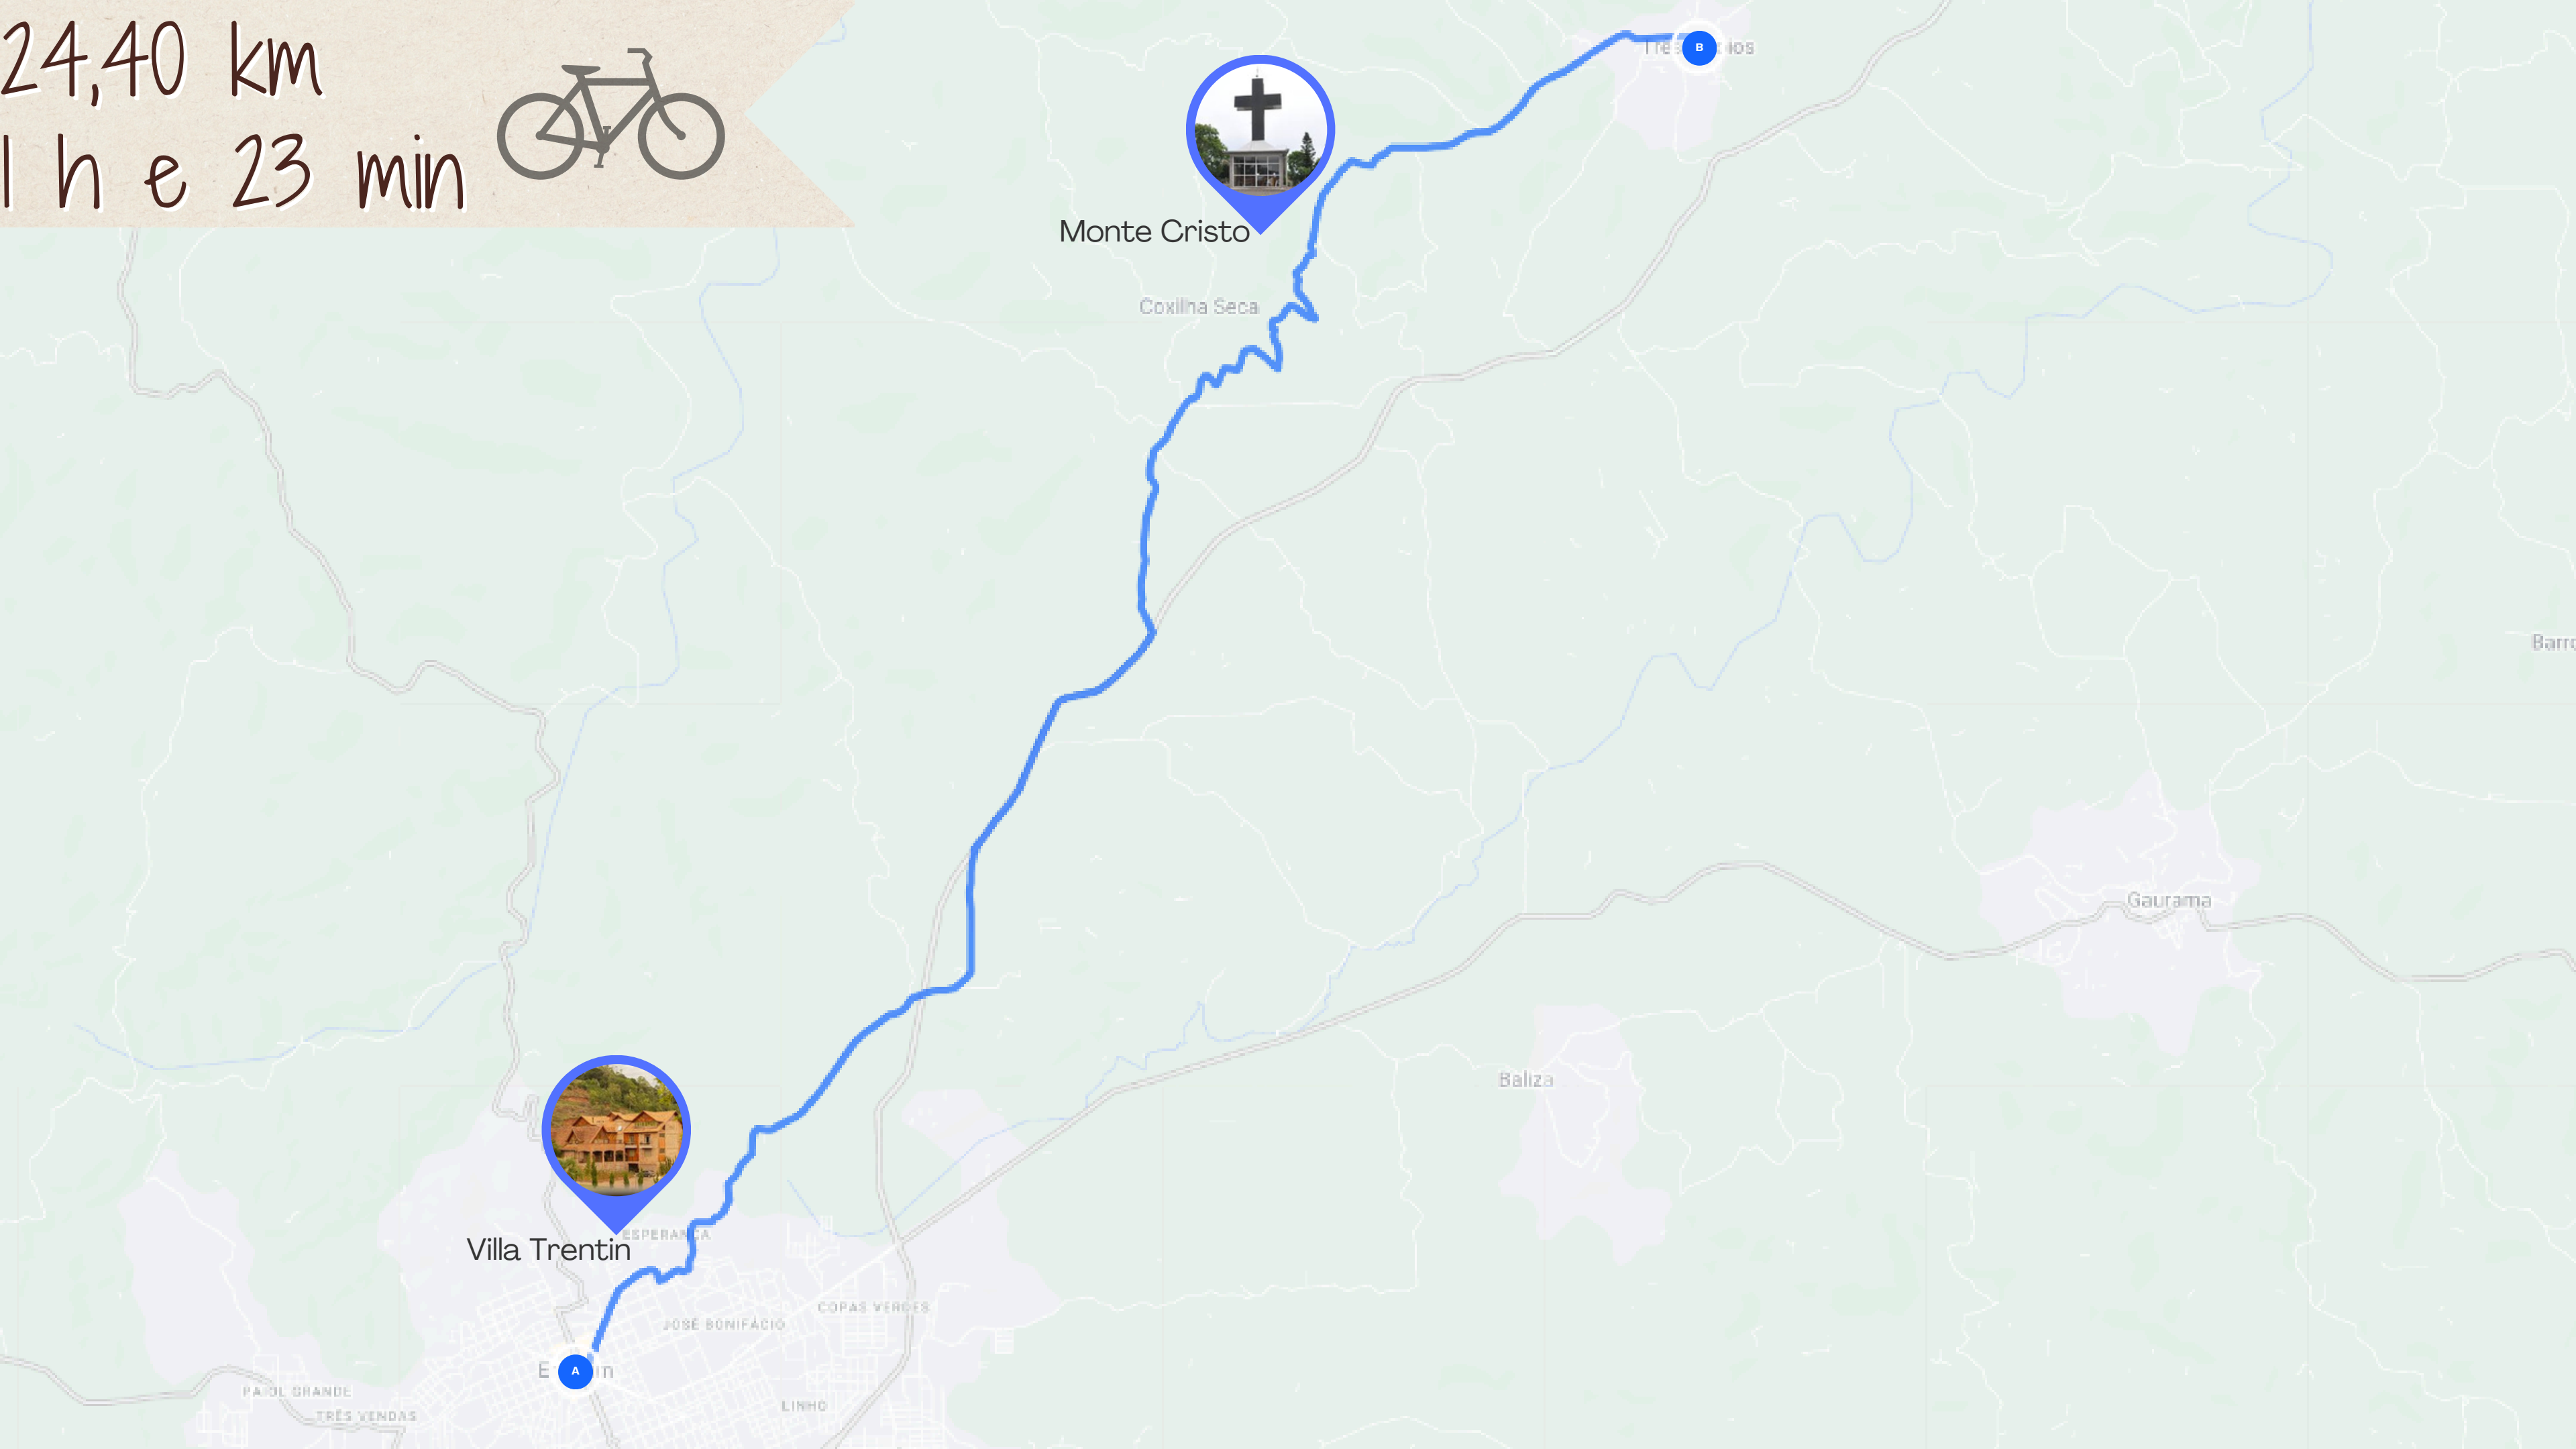 24,40 km
1 h e 23 min
Monte Cristo
Coxilha Seca
B
Gaurama
Baliza
Villa Trentin
ESPERANÇA
COPAS VERDES
JOSÉ BONIFÁCIO
A
PAIOL GRANDE
LINHO
TRÊS VENDAS